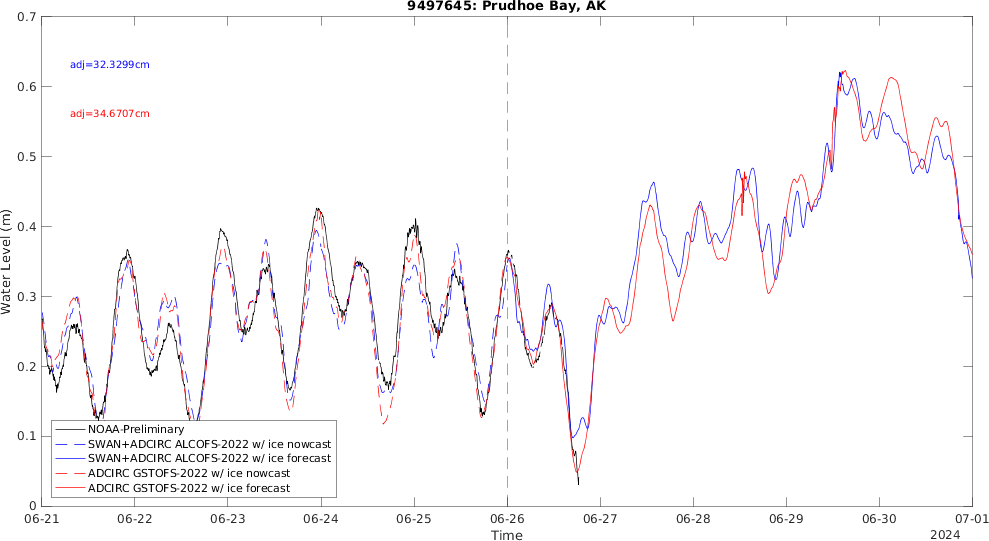 9497645: Prudhoe Bay, AK
0.7
adj=32.3299cm
0.6
adj=34.6707cm
0.5
0.4
Water Level (m)
0.3
0.2
0.1
0
NOAA-Preliminary
SWAN+ADCIRC ALCOFS-2022 w/ ice nowcast
SWAN+ADCIRC ALCOFS-2022 w/ ice forecast
ADCIRC GSTOFS-2022 w/ ice nowcast
ADCIRC GSTOFS-2022 w/ ice forecast
06-21 06-22 06-23 06-24 06-25 06-26 06-27 06-28 06-29 06-30 07-01
Time
2024